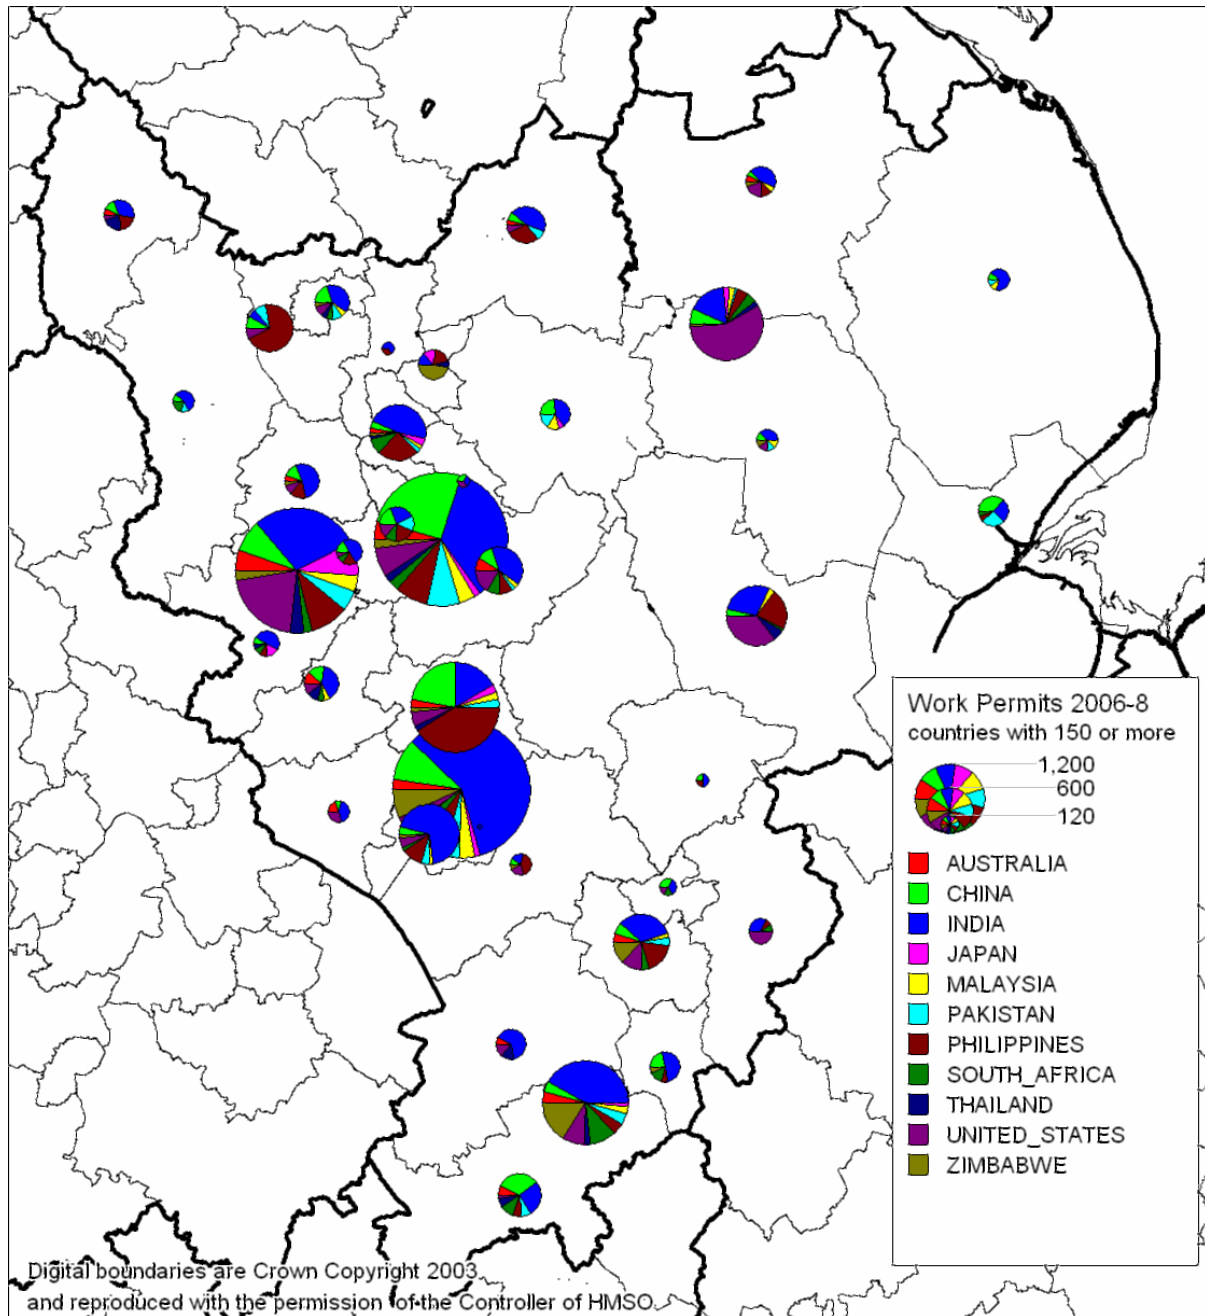 Work Permits 2006-8
countries with 150 or more
1,200
600
120
AUSTRALIA
CHINA
INDIA
JAPAN
MALAYSIA
PAKISTAN
PHILIPPINES
SOUTH_AFRICA
THAILAND
UNITED_STATES
ZIMBABWE
Digital boundaries are Crown Copyright 2003
and reproduced with the permission of the Controller of HMSO.